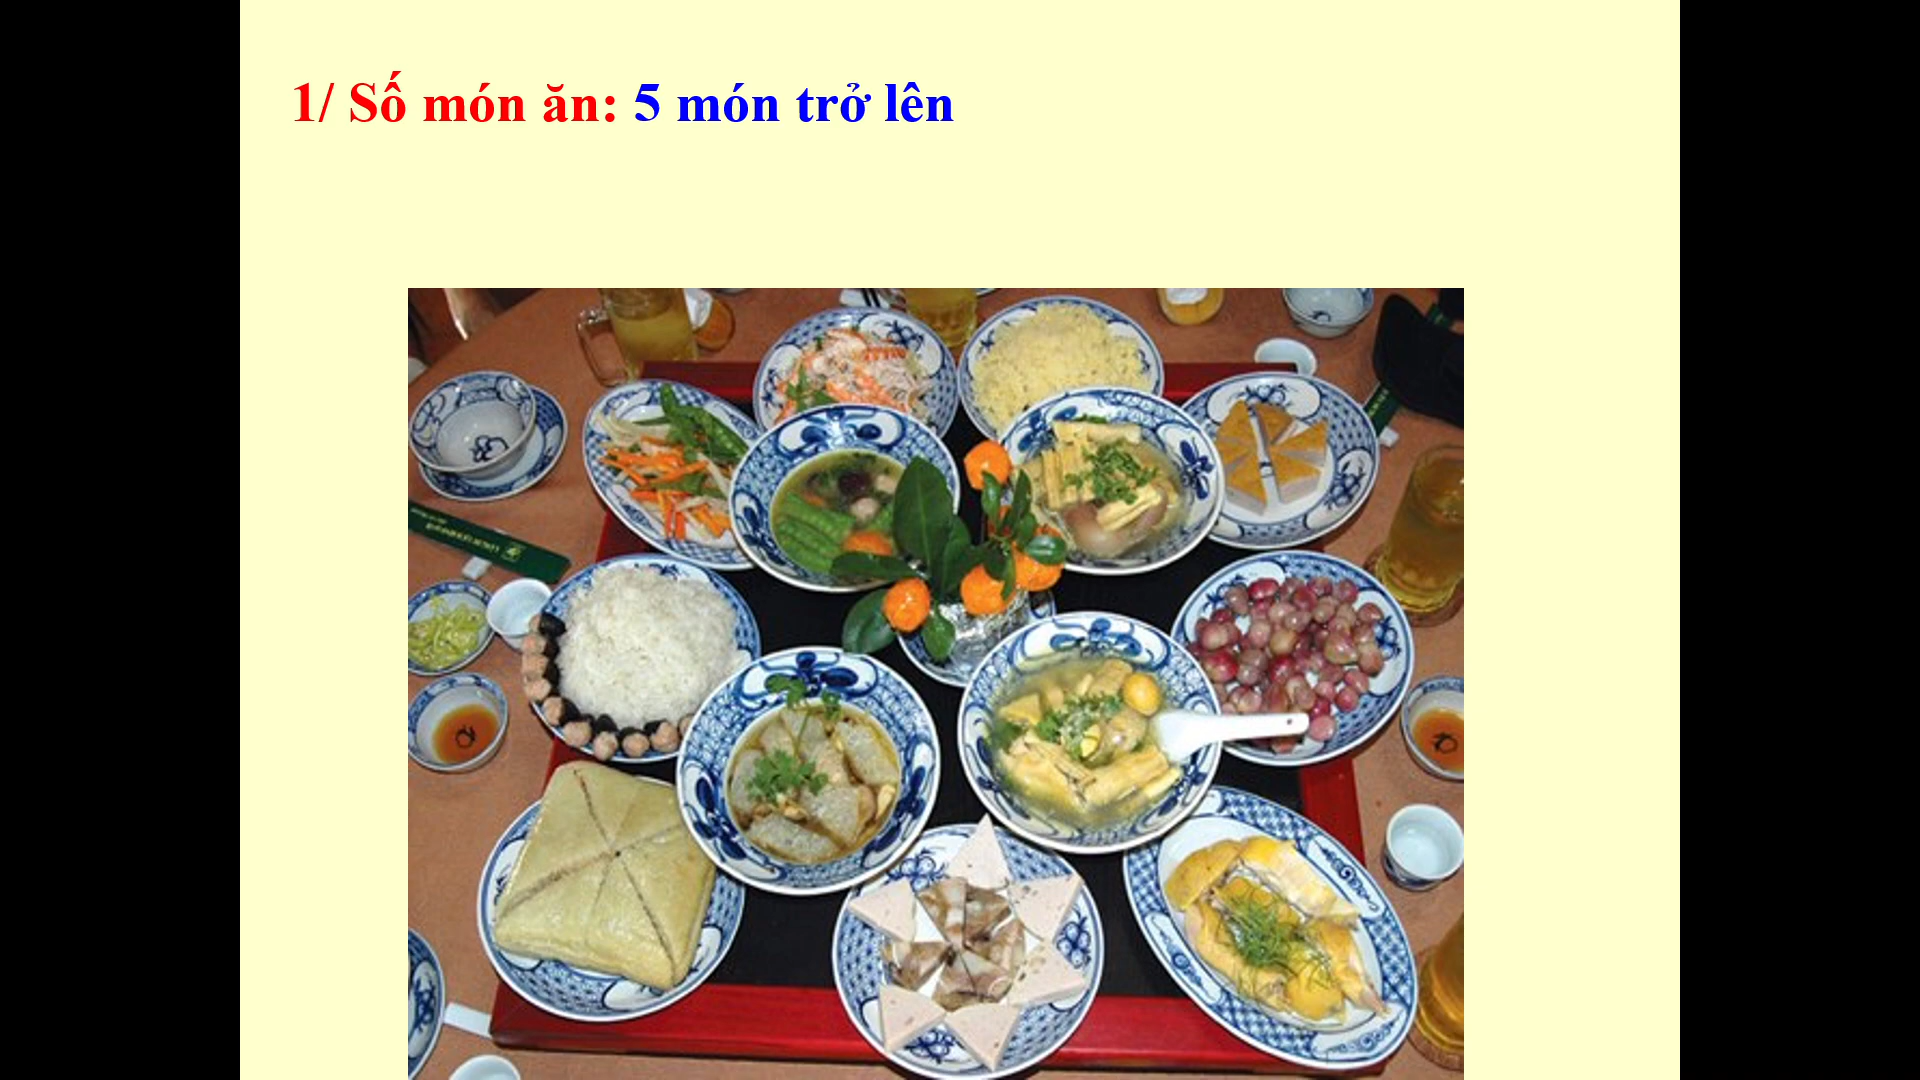 1/ Số món ăn: 5 món trở lên